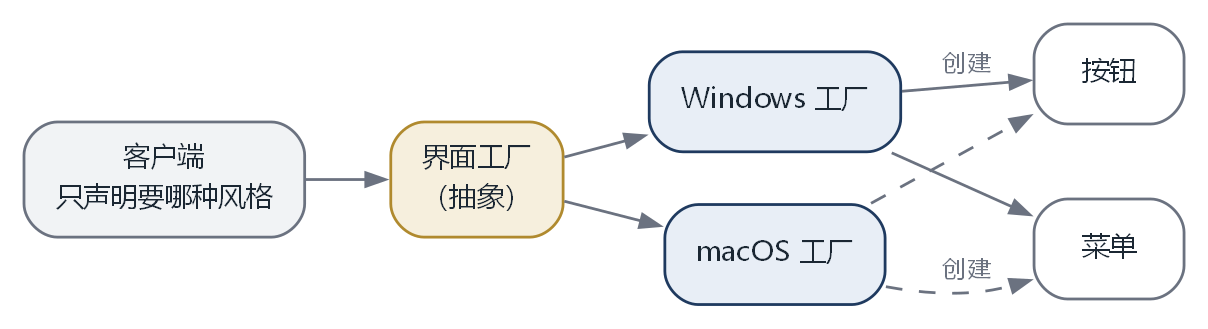 客户端
只声明要哪种风格
界面工厂
（抽象）
Windows 工厂
macOS 工厂
创建
创建
按钮
菜单